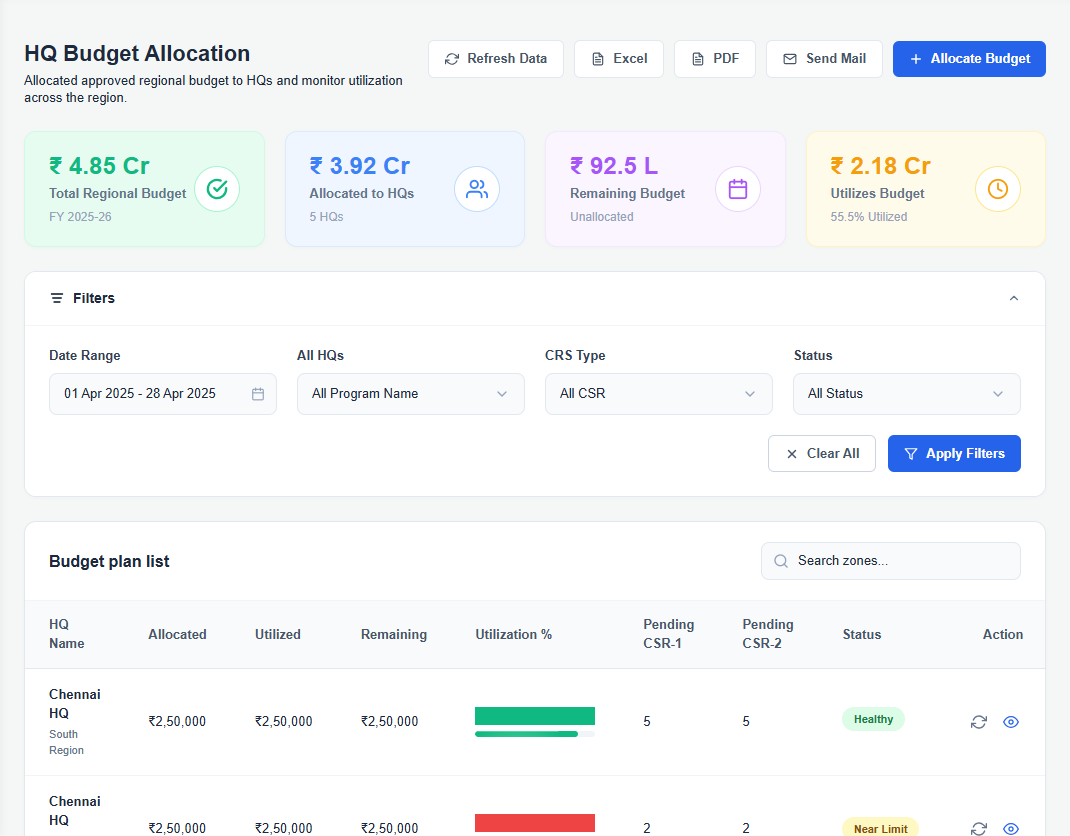 HQ Budget Allocation
Allocated approved regional budget to HQs and monitor utilization
across the region.
Refresh Data
Excel
PDF
Send Mail
Allocate Budget
₹ 4.85 Cr
Total Regional Budget
FY 2025-26
₹ 3.92 Cr
Allocated to HQs
5 HQs
₹ 92.5 L
Remaining Budget
Unallocated
₹ 2.18 Cr
Utilizes Budget
55.5% Utilized
Filters
Date Range
01 Apr 2025 - 28 Apr 2025
All HQs
All Program Name
CRS Type
All CSR
Status
All Status
Clear All
Apply Filters
Budget plan list
Search zones...
HQ
Name
Allocated
Utilized
Remaining
Utilization %
Pending
CSR-1
Pending
CSR-2
Status
Action
Chennai
HQ
South
Region
₹2,50,000
₹2,50,000
₹2,50,000
5
5
Healthy
Chennai
HQ
₹2,50,000
₹2,50,000
₹2,50,000
2
2
Near Limit